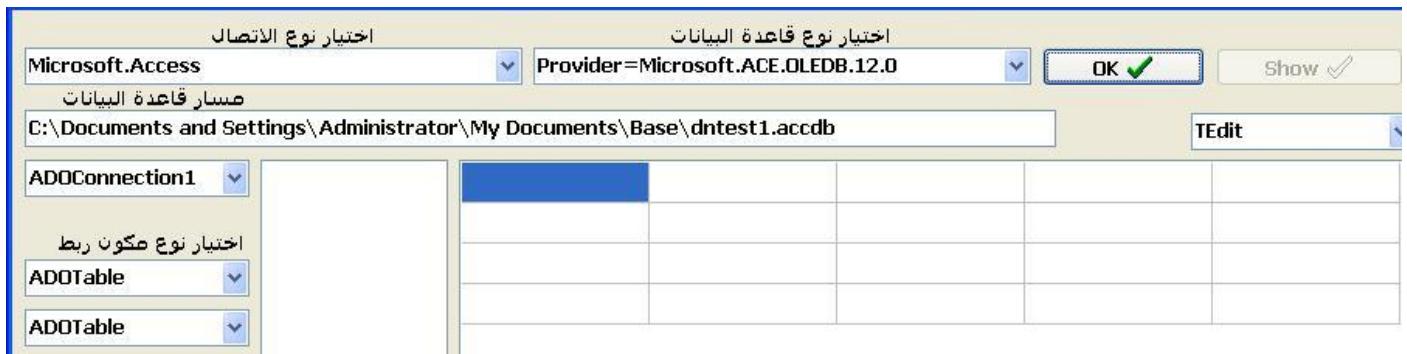 اختيار نوع الاتصال
اختيار نوع قاعدة البيانات
Microsoft.Access
Provider=Microsoft.ACE.OLEDB.12.0
OK
Show
مسار قاعدة البيانات
C:\Documents and Settings\Administrator\My Documents\Base\dntest1.accdb
TEdit
ADOConnection1
اختيار نوع مكون ربط
ADOTable
ADOTable